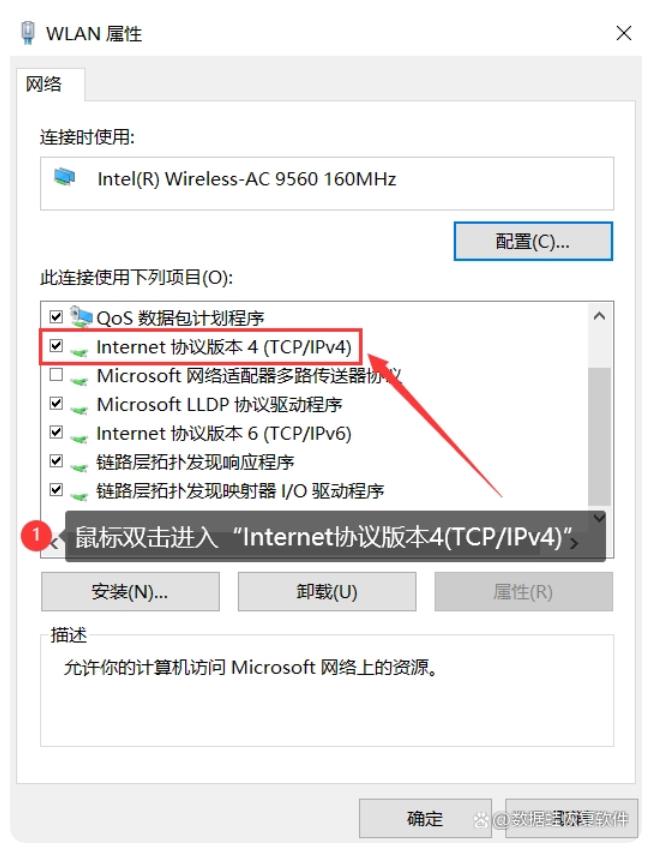 WLAN 属性
网络
连接时使用:
Intel(R) Wireless-AC 9560 160MHz
配置(C)...
此连接使用下列项目(O):
QoS 数据包计划程序
Internet 协议版本 4 (TCP/IPv4)
Microsoft 网络适配器多路传送器协议
Microsoft LLDP 协议驱动程序
Internet 协议版本 6 (TCP/IPv6)
链路层拓扑发现响应程序
链路层拓扑发现映射器 I/O 驱动程序
1 鼠标双击进入“Internet协议版本4(TCP/IPv4)”
安装(N)...
卸载(U)
属性(R)
描述
允许你的计算机访问 Microsoft 网络上的资源。
确定